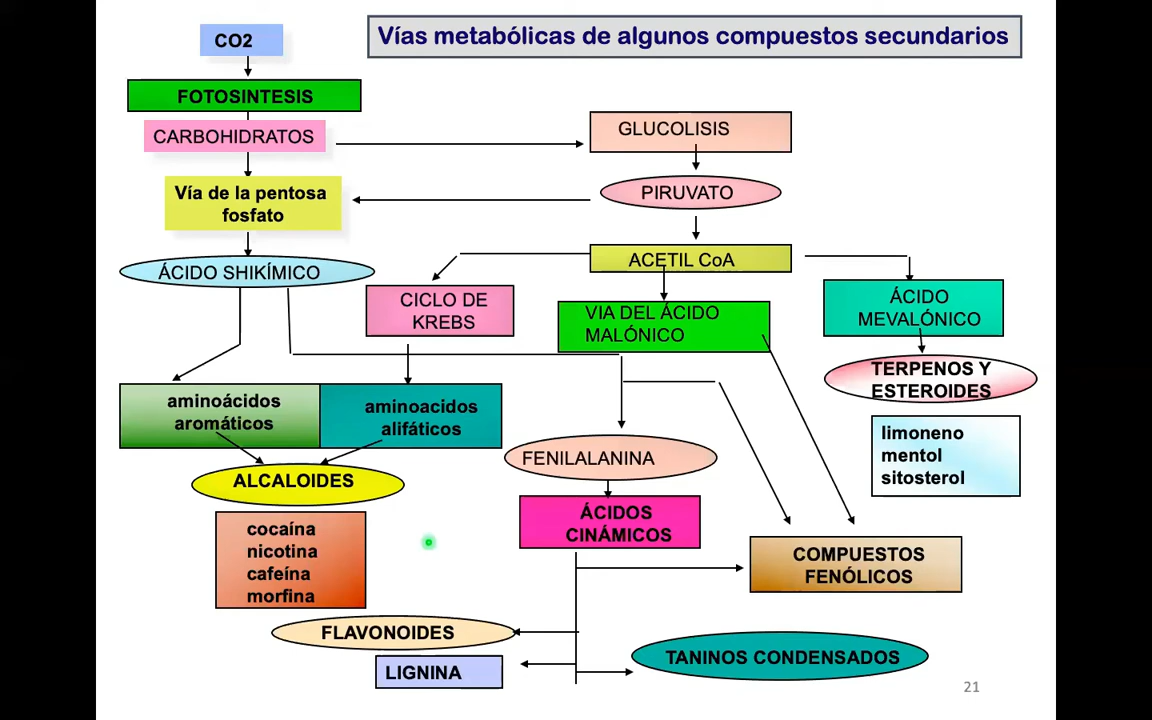 Vías metabólicas de algunos compuestos secundarios
CO2
FOTOSINTESIS
CARBOHIDRATOS
GLUCOLISIS
Vía de la pentosa
fosfato
PIRUVATO
ÁCIDO SHIKÍMICO
ACETIL CoA
CICLO DE
KREBS
VIA DEL ÁCIDO
MALÓNICO
ÁCIDO
MEVALÓNICO
TERPENOS Y
ESTEROIDES
aminoácidos
aromáticos
aminoacidos
alifáticos
limoneno
mentol
sitosterol
FENILALANINA
ALCALOIDES
ÁCIDOS
CINÁMICOS
cocaína
nicotina
cafeína
morfina
COMPUESTOS
FENÓLICOS
FLAVONOIDES
LIGNINA
TANINOS CONDENSADOS
21